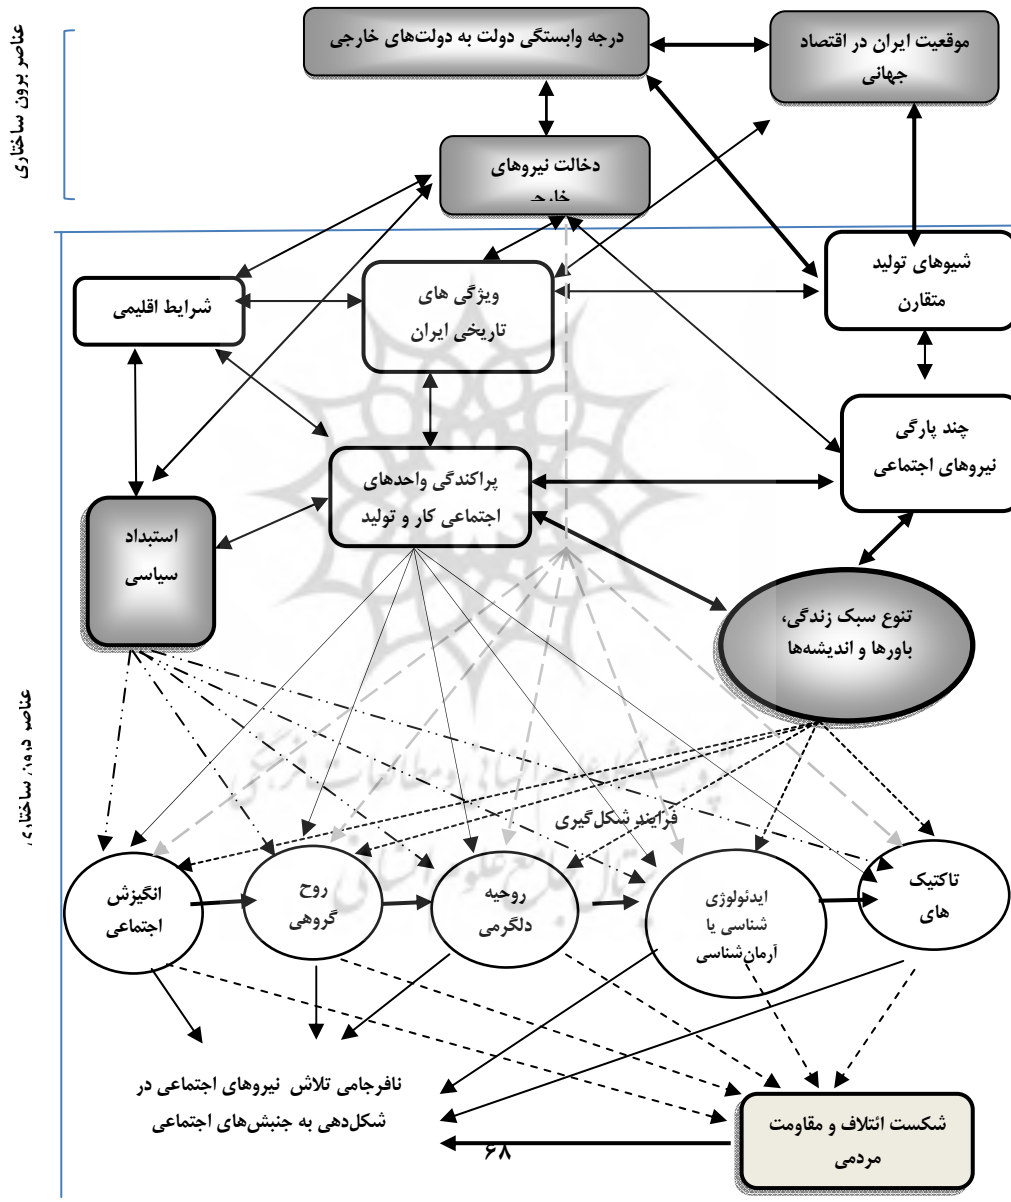 عناصر برون ساختاری
موقعیت ایران در اقتصاد
جهانی
درجه وابستگی دولت به دولت‌های خارجی
دخالت نیروهای
شیوهای تولید
متقارن
ویژگی های
تاریخی ایران
شرایط اقلیمی
چند پارگی
نیروهای اجتماعی
پراکندگی واحدهای
اجتماعی کار و تولید
استبداد
سیاسی
تنوع سبک زندگی،
باورها و اندیشه‌ها
عناصر درون ساختاری
فرایند شکل‌گیری
تاکتیک
های
ایدئولوژی
شناسی یا
آرمان‌شناسی
روحیه
دلگرمی
روح
گروهی
انگیزش
اجتماعی
نافرجامی تلاش نیروهای اجتماعی در
شکل‌دهی به جنبش‌های اجتماعی
شکست ائتلاف و مقاومت
مردمی
۶۸